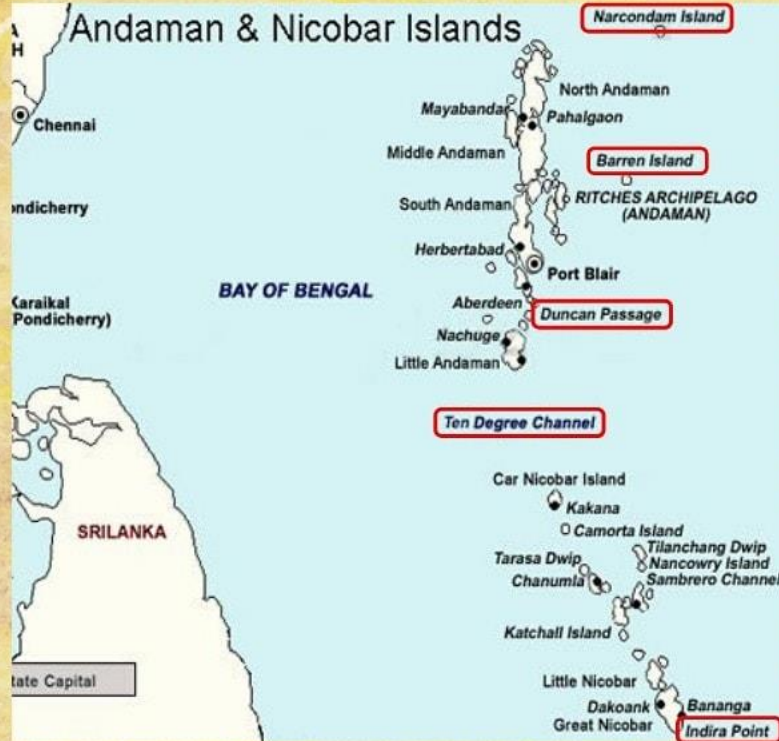 Andaman & Nicobar Islands
Narcondam Island
A
H
North Andaman
Mayabandar
Pahalgaon
Chennai
Middle Andaman
Barren Island
RITCHES ARCHIPELAGO
(ANDAMAN)
South Andaman
ondicherry
Herbertabad
Port Blair
BAY OF BENGAL
Karaikal
(Pondicherry)
Aberdeen
Duncan Passage
Nachuge
Little Andaman
Ten Degree Channel
Car Nicobar Island
Kakana
SRILANKA
Camorta Island
Tilanchang Dwip
Tarasa Dwip
Nancowry Island
Chanumla
Sambrero Channel
Katchall Island
tate Capital
Little Nicobar
Dakoank
Bananga
Great Nicobar
Indira Point